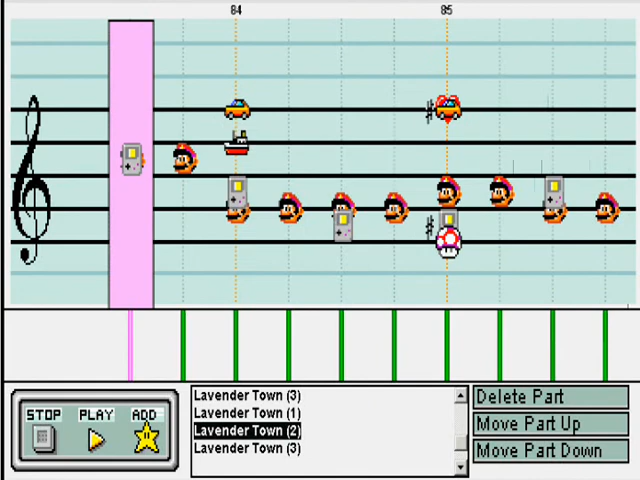 84 85
STOP PLAY ADD
Lavender Town (3)
Lavender Town (1)
Lavender Town (2)
Lavender Town (3)
Delete Part
Move Part Up
Move Part Down